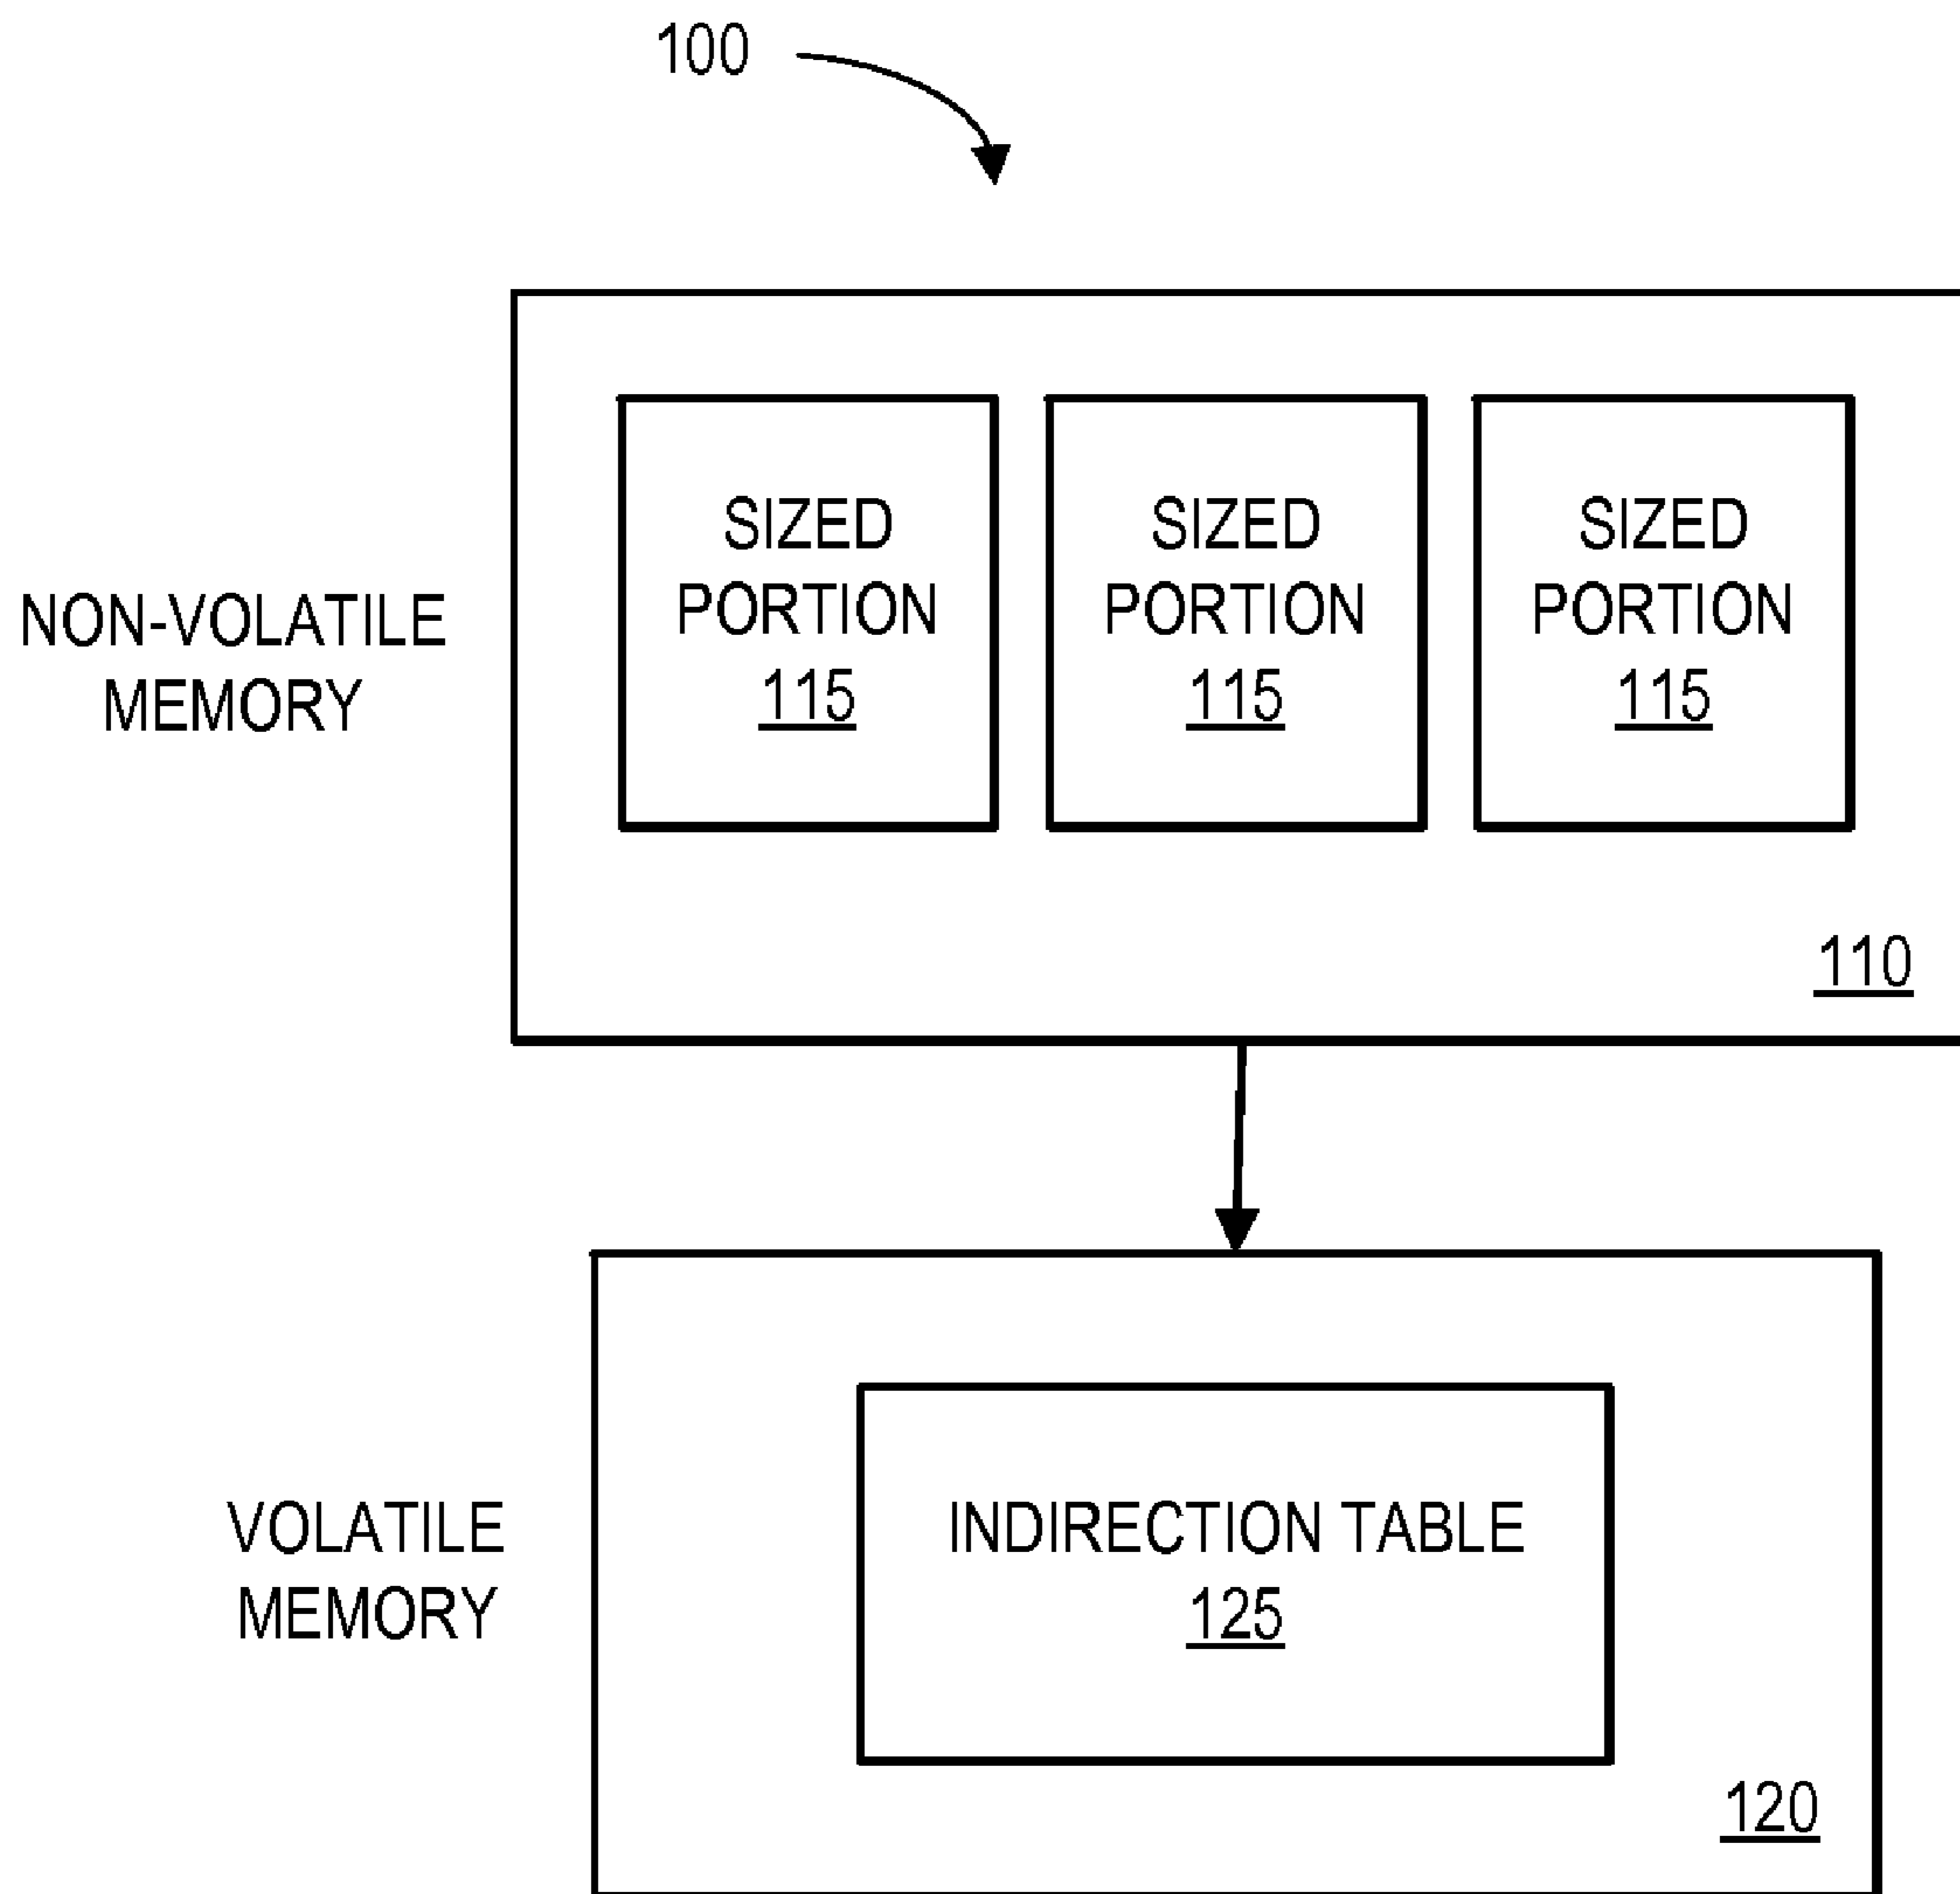 100
SIZED
PORTION
115
SIZED
PORTION
115
SIZED
PORTION
115
NON-VOLATILE
MEMORY
110
INDIRECTION TABLE
125
VOLATILE
MEMORY
120